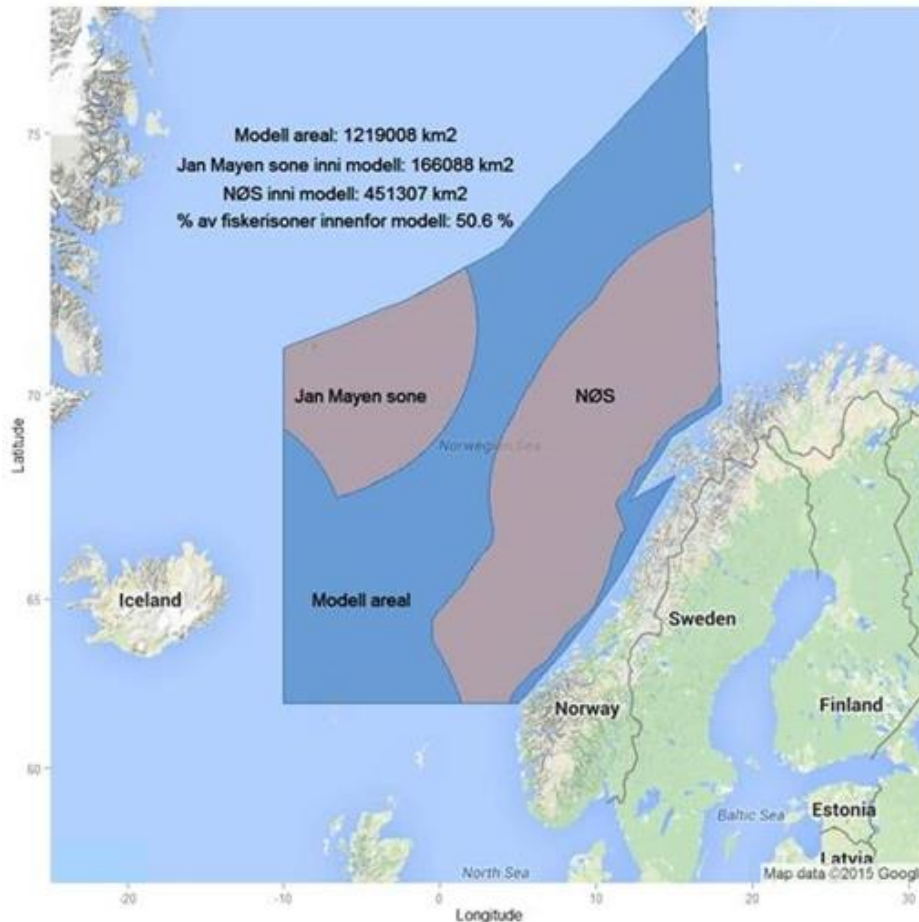 Modell areal: 1219008 km2
Jan Mayen sone inni modell: 166088 km2
NØS inni modell: 451307 km2
% av fiskerisoner innenfor modell: 50.6 %
75
70
65
60
Latitude
Jan Mayen sone
NØS
Norwegian Sea
Modell areal
Iceland
Sweden
Norway
Finland
Estonia
Baltic Sea
Latvia
North Sea
Map data ©2015 Googl
-20
-10
0
10
20
30
Longitude